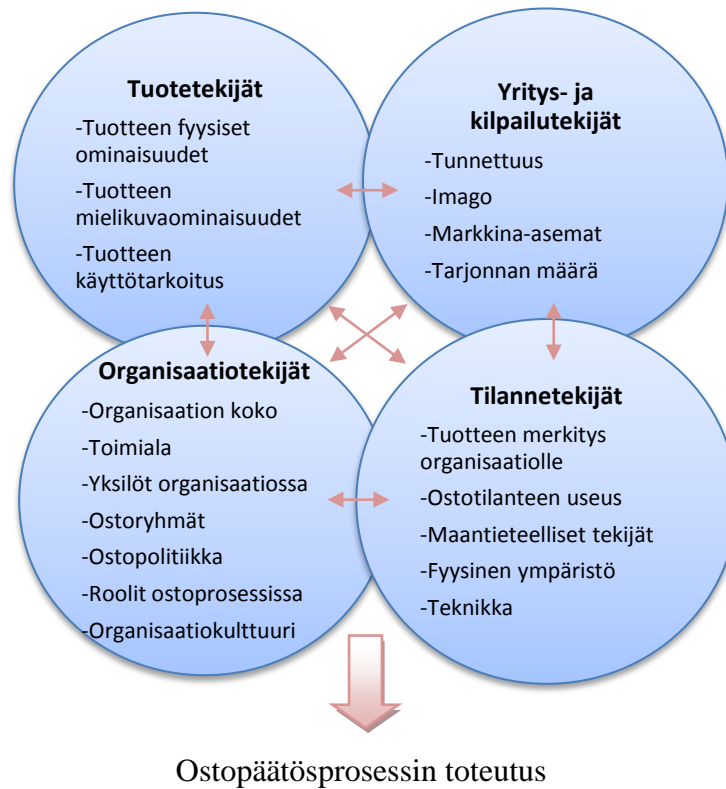 Tuotetekijät
-Tuotteen fyysiset
ominaisuudet
-Tuotteen
mielikuvaominaisuudet
-Tuotteen
käyttötarkoitus
Yritys- ja
kilpailutekijät
-Tunnettuus
-Imago
-Markkina-asemat
-Tarjonnan määrä
Organisaatiotekijät
-Organisaation koko
-Toimiala
-Yksilöt organisaatiossa
-Ostoryhmät
-Ostopolitiikka
-Roolit ostoprosessissa
-Organisaatiokulttuuri
Tilannetekijät
-Tuotteen merkitys
organisaatiolle
-Ostotilanteen useus
-Maantieteelliset tekijät
-Fyysinen ympäristö
-Teknikka
Ostopäätösprosessin toteutus